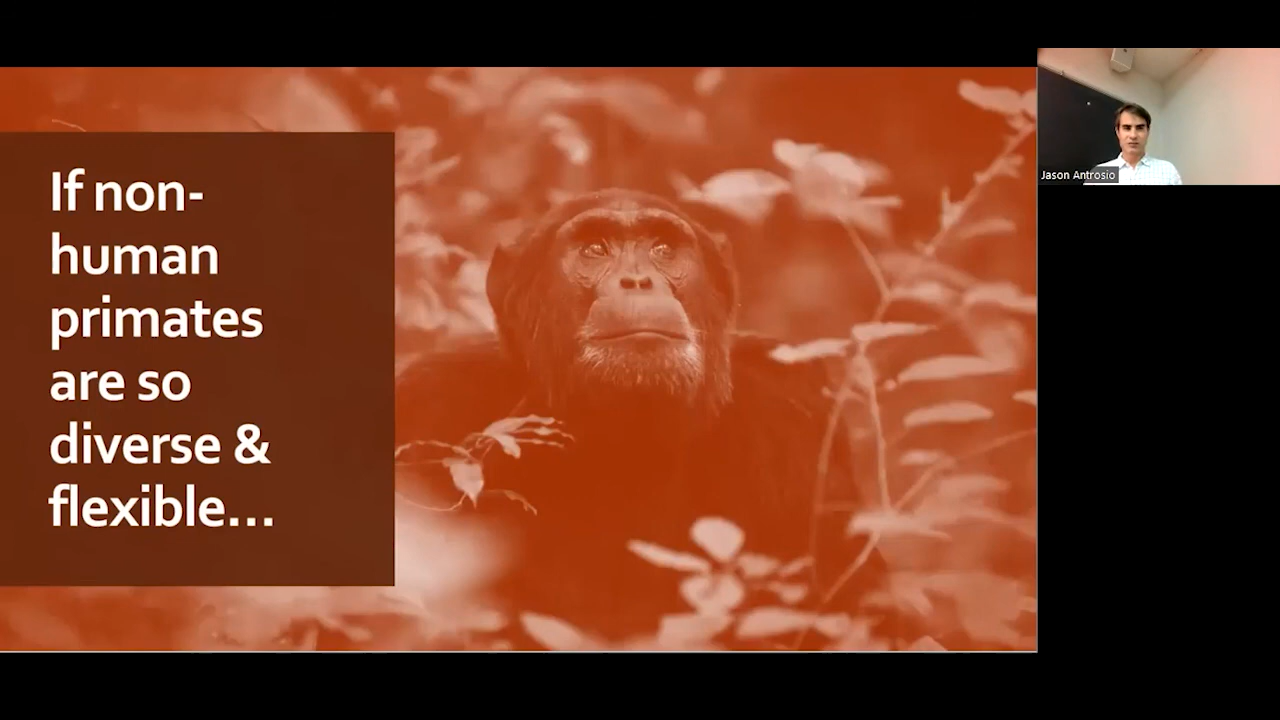 If non-
human
primates
are so
diverse &
flexible...
Jason Antrosio